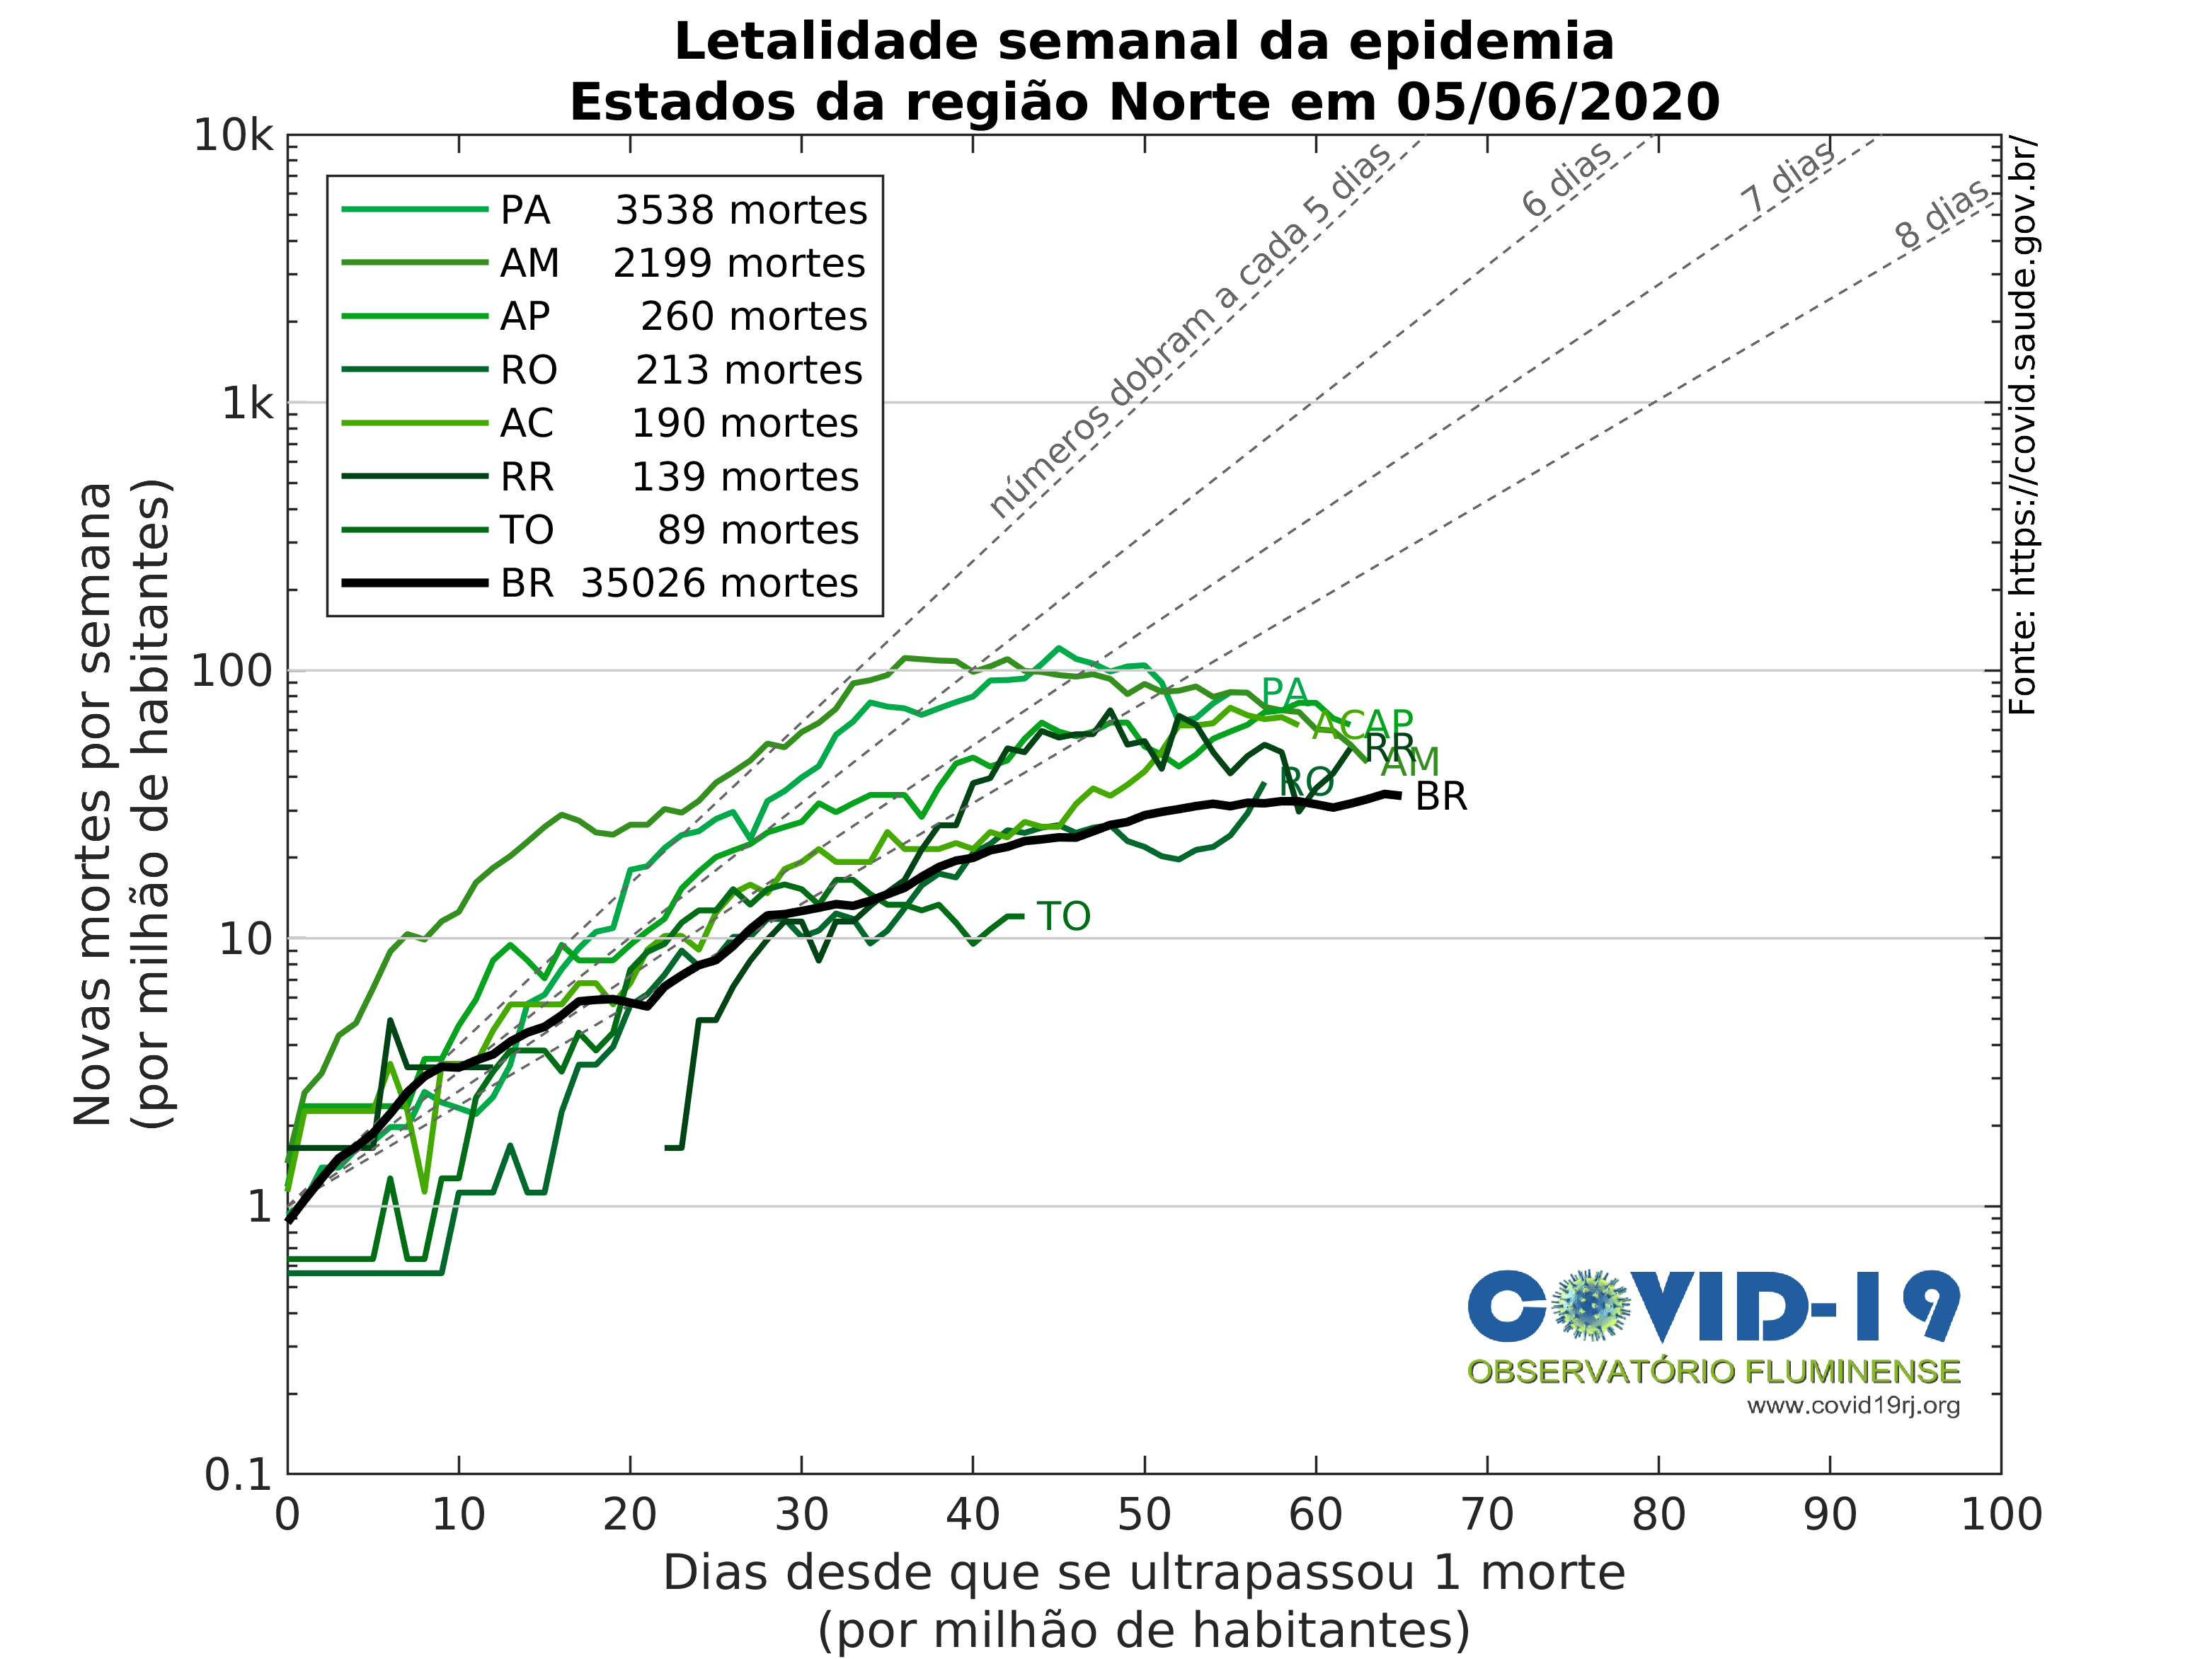 Letalidade semanal da epidemia
Estados da região Norte em 05/06/2020
Novas mortes por semana
(por milhão de habitantes)
10k
1k
100
10
1
0.1
PA 3538 mortes
AM 2199 mortes
AP 260 mortes
RO 213 mortes
AC 190 mortes
RR 139 mortes
TO 89 mortes
BR 35026 mortes
números dobram a cada 5 dias
6 dias
7 dias
8 dias
Fonte: https://covid.saude.gov.br/
PA
AC
AP
RR
AM
RO
BR
TO
COVID-19
OBSERVATÓRIO FLUMINENSE
www.covid19rj.org
0 10 20 30 40 50 60 70 80 90 100
Dias desde que se ultrapassou 1 morte
(por milhão de habitantes)